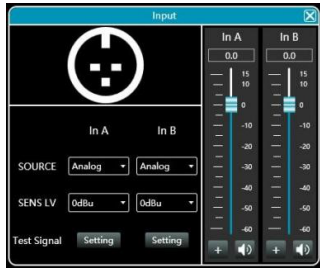 Input
In A In B
0.0 0.0
15 15
10 10
0 0
-10 -10
-20 -20
-30 -30
-40 -40
-50 -50
-60 -60
+ +
In A In B
SOURCE Analog Analog
SENS LV 0dBu 0dBu
Test Signal Setting Setting